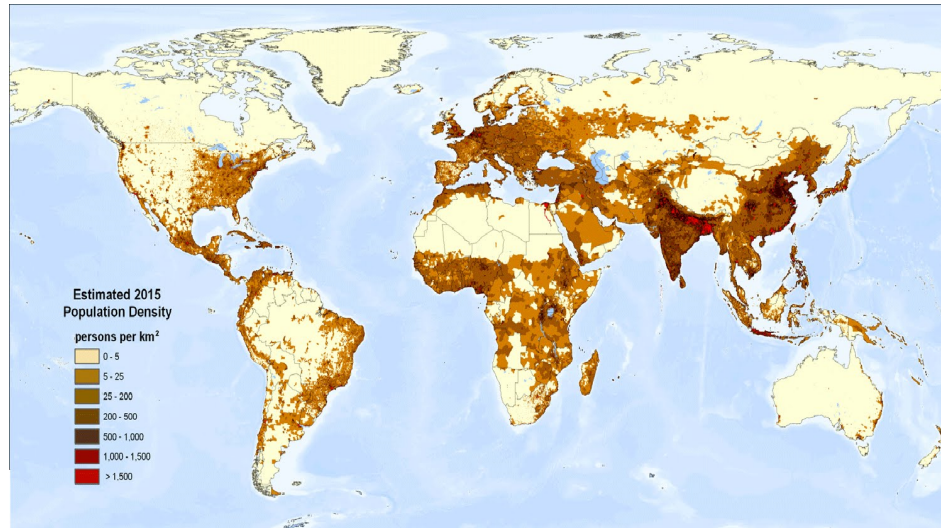 Estimated 2015
Population Density
persons per km²
0 - 5
5 - 25
25 - 200
200 - 500
500 - 1,000
1,000 - 1,500
> 1,500